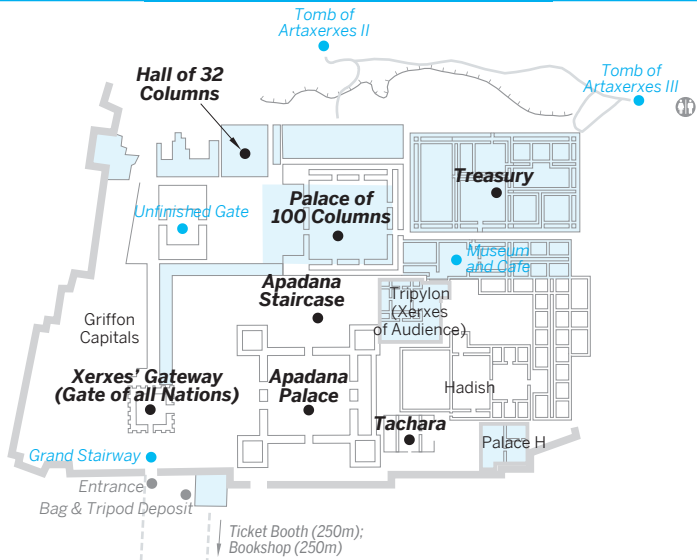 Tomb of
Artaxerxes II
Hall of 32
Columns
Tomb of
Artaxerxes III
Treasury
Palace of
100 Columns
Unfinished Gate
Museum
and Cafe
Apadana
Staircase
Tripylon
(Xerxes
of Audience)
Griffon
Capitals
Xerxes' Gateway
(Gate of all Nations)
Apadana
Palace
Hadish
Tachara
Palace H
Grand Stairway
Entrance
Bag & Tripod Deposit
Ticket Booth (250m);
Bookshop (250m)